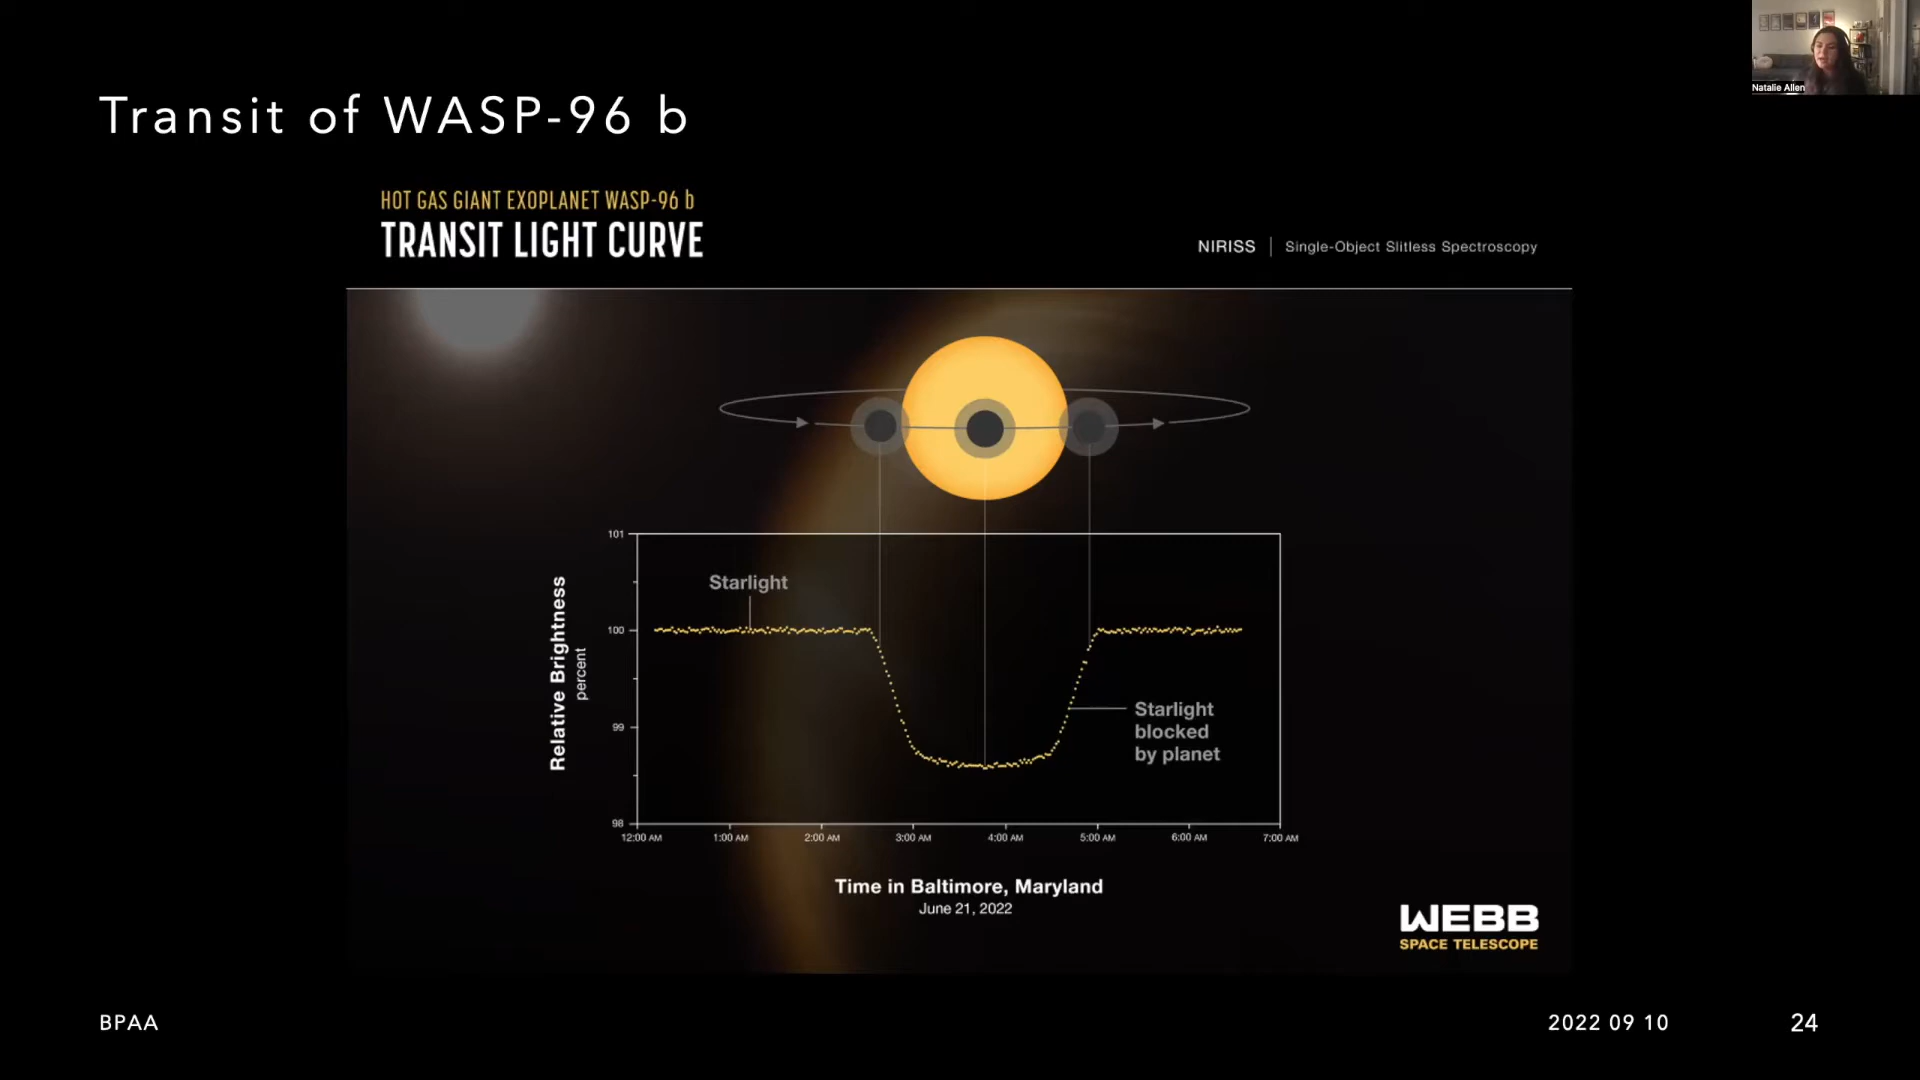 Natalie Allen
Transit of WASP-96 b
HOT GAS GIANT EXOPLANET WASP-96 b
TRANSIT LIGHT CURVE
NIRISS | Single-Object Slitless Spectroscopy
101
100
99
98
Relative Brightness
percent
Starlight
Starlight
blocked
by planet
12:00 AM 1:00 AM 2:00 AM 3:00 AM 4:00 AM 5:00 AM 6:00 AM 7:00 AM
Time in Baltimore, Maryland
June 21, 2022
WEBB
SPACE TELESCOPE
BPAA
2022 09 10
24